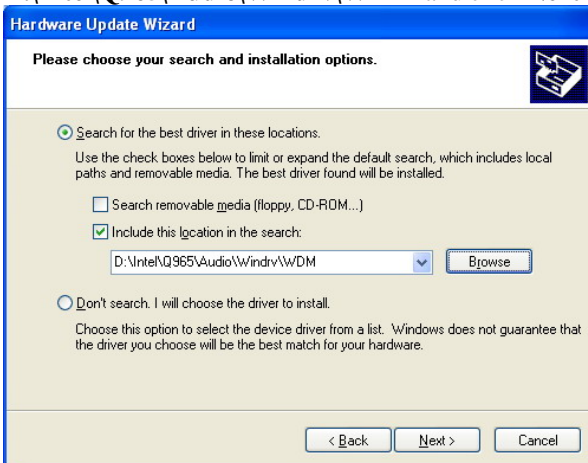 Hardware Update Wizard
Please choose your search and installation options.
Search for the best driver in these locations.
Use the check boxes below to limit or expand the default search, which includes local
paths and removable media. The best driver found will be installed.
Search removable media (floppy, CD-ROM...)
Include this location in the search:
D:\Intel\Q965\Audio\Windrv\WDM
Browse
Don't search. I will choose the driver to install.
Choose this option to select the device driver from a list. Windows does not guarantee that
the driver you choose will be the best match for your hardware.
< Back Next > Cancel